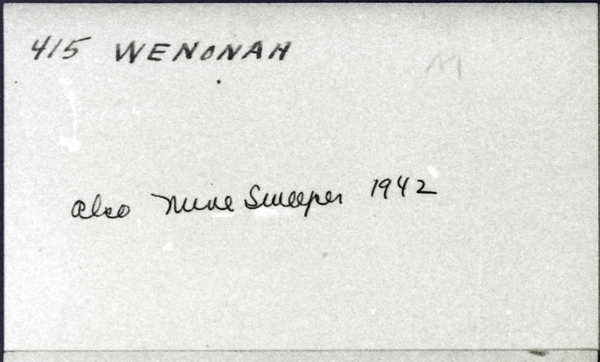 415 WENONAH
M
also Mine Sweeper 1942